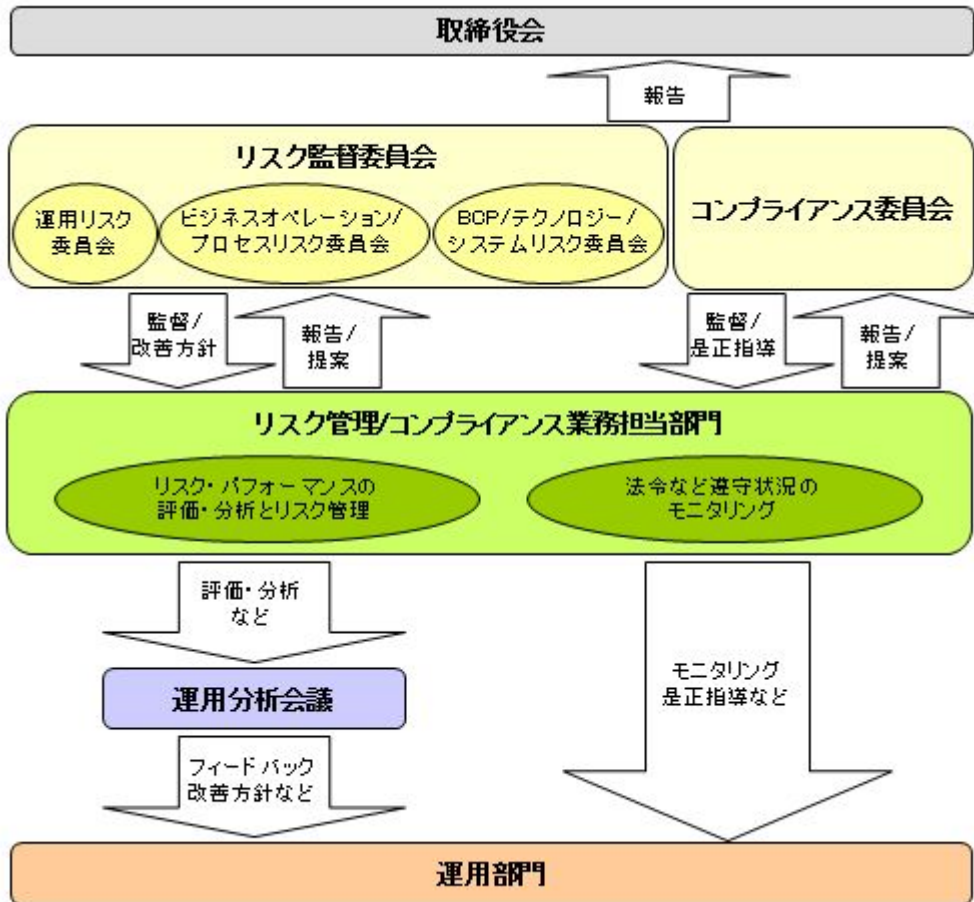 取締役会
報告
リスク監督委員会
運用リスク
委員会
ビジネスオペレーション/
プロセスリスク委員会
BCP/テクノロジー/
システムリスク委員会
コンプライアンス委員会
監督/
改善方針
報告/
提案
監督/
是正指導
報告/
提案
リスク管理/コンプライアンス業務担当部門
リスク・パフォーマンスの
評価・分析とリスク管理
法令など遵守状況の
モニタリング
評価・分析
など
運用分析会議
モニタリング
是正指導など
フィードバック
改善方針など
運用部門